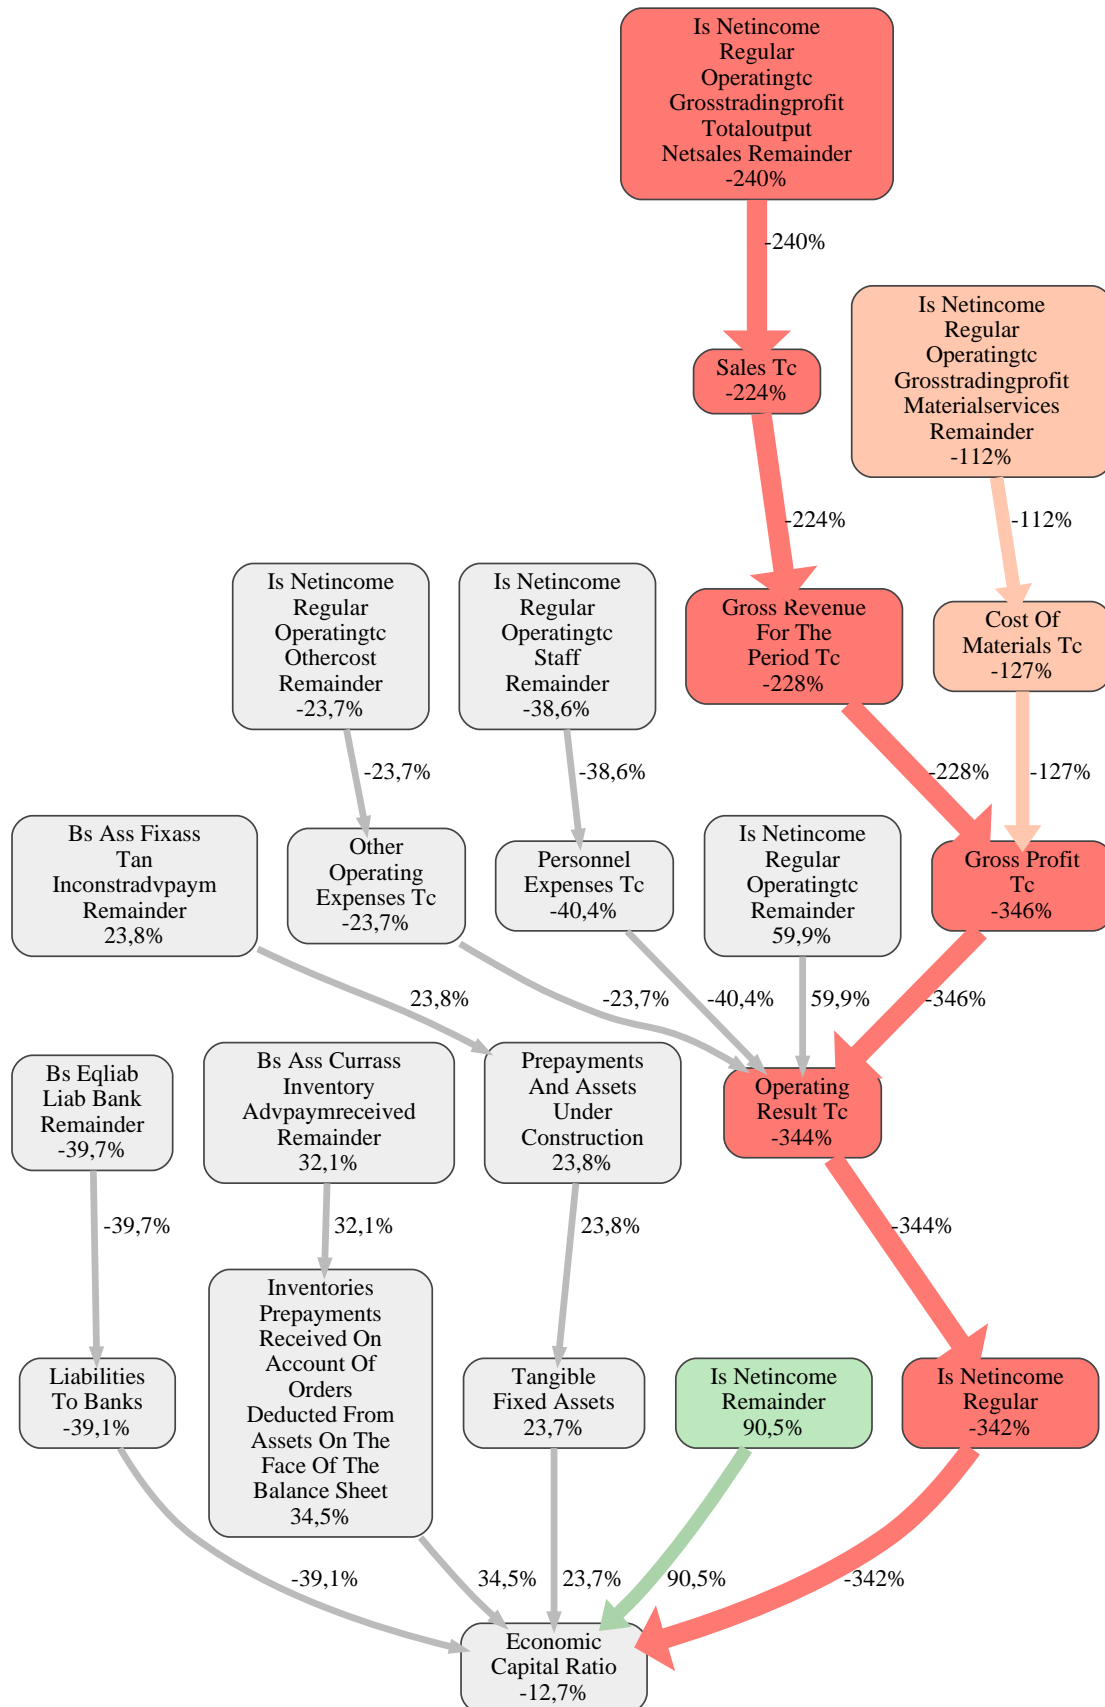 Is Netincome
Regular
Operatingtc
Grosstradingprofit
Totaloutput
Netsales Remainder
-240%
-240%
Is Netincome
Regular
Operatingtc
Grosstradingprofit
Materialservices
Remainder
-112%
Sales Tc
-224%
-224%
-112%
Is Netincome
Regular
Operatingtc
Othercost
Remainder
-23,7%
Is Netincome
Regular
Operatingtc
Staff
Remainder
-38,6%
Gross Revenue
For The
Period Tc
-228%
Cost Of
Materials Tc
-127%
-23,7%
-38,6%
-228%
-127%
Bs Ass Fixass
Tan
Inconstradvpaym
Remainder
23,8%
Other
Operating
Expenses Tc
-23,7%
Personnel
Expenses Tc
-40,4%
Is Netincome
Regular
Operatingtc
Remainder
59,9%
Gross Profit
Tc
-346%
23,8%
-23,7%
-40,4%
59,9%
-346%
Bs Eqliab
Liab Bank
Remainder
-39,7%
Bs Ass Currass
Inventory
Advpaymreceived
Remainder
32,1%
Prepayments
And Assets
Under
Construction
23,8%
Operating
Result Tc
-344%
-39,7%
32,1%
23,8%
-344%
Liabilities
To Banks
-39,1%
Inventories
Prepayments
Received On
Account Of
Orders
Deducted From
Assets On The
Face Of The
Balance Sheet
34,5%
Tangible
Fixed Assets
23,7%
Is Netincome
Remainder
90,5%
Is Netincome
Regular
-342%
-39,1%
34,5%
23,7%
90,5%
-342%
Economic
Capital Ratio
-12,7%